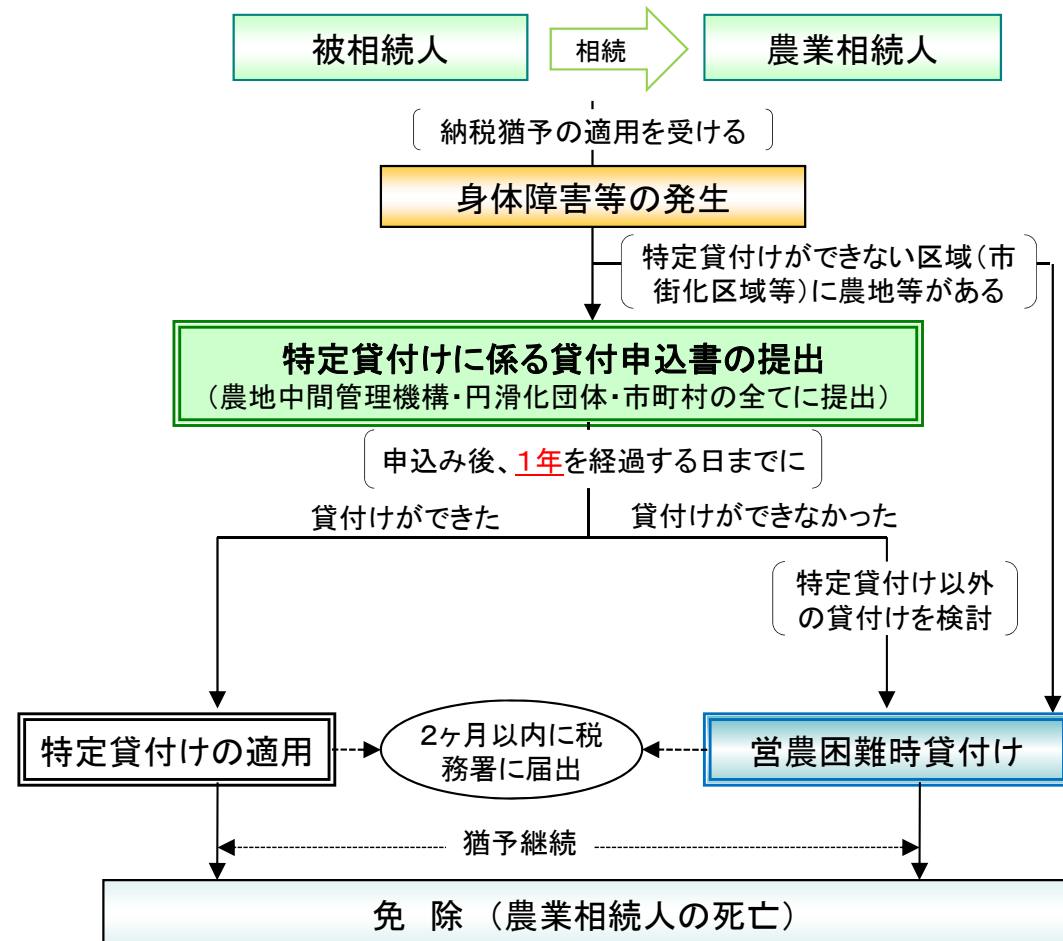 被相続人
相続
農業相続人
納税猶予の適用を受ける
身体障害等の発生
特定貸付けができない区域（市
街化区域等）に農地等がある
特定貸付けに係る貸付申込書の提出
（農地中間管理機構・円滑化団体・市町村の全てに提出）
申込み後、１年を経過する日までに
貸付けができた
貸付けができなかった
特定貸付け以外
の貸付けを検討
特定貸付けの適用
２ヶ月以内に税
務署に届出
営農困難時貸付け
猶予継続
免　除　（農業相続人の死亡）